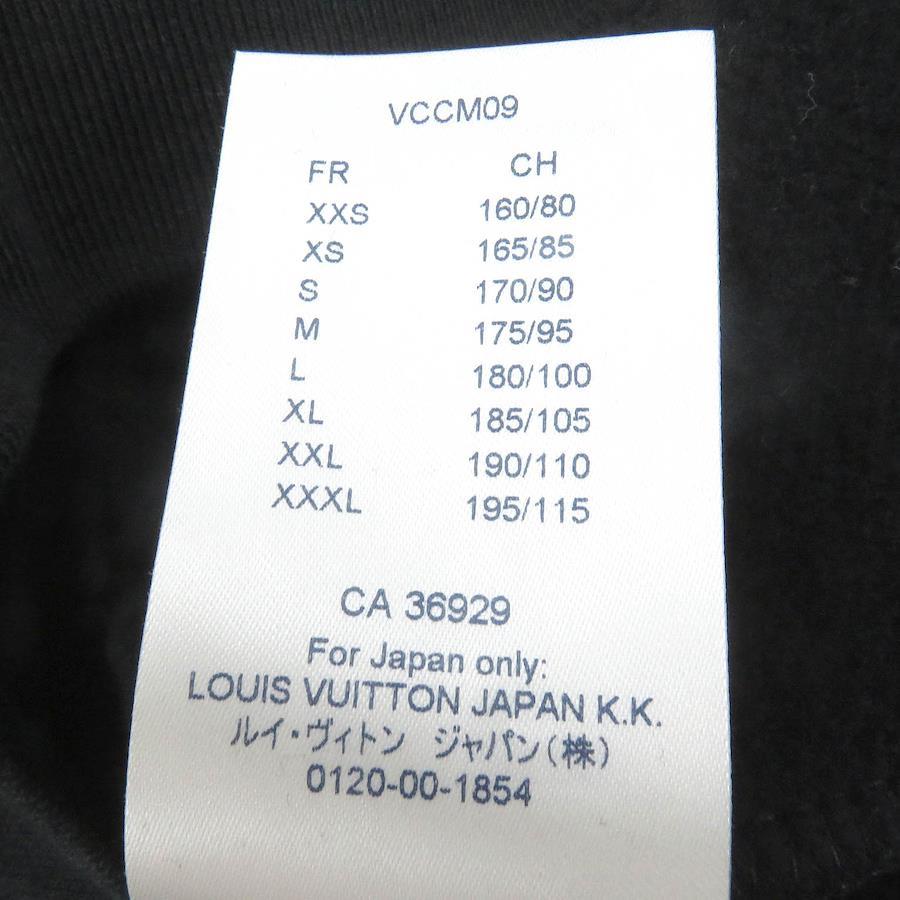 VCCM09
FR CH
XXS 160/80
XS 165/85
S 170/90
M 175/95
L 180/100
XL 185/105
XXL 190/110
XXXL 195/115
CA 36929
For Japan only:
LOUIS VUITTON JAPAN K.K.
ルイ・ヴィトン ジャパン(株)
0120-00-1854